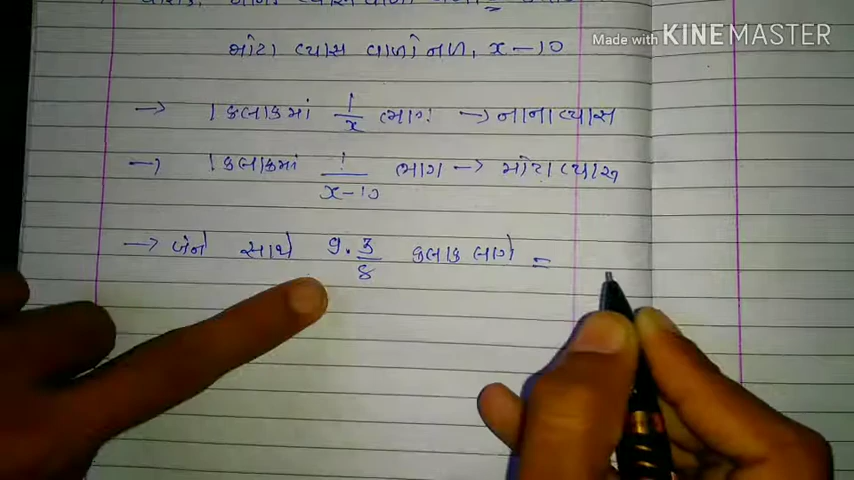 Made with KINEMASTER
મોટા વ્યાસ વાળો નળ, x – 10
→ 1 કલાકમાં 1/x ભાગ → નાના વ્યાસ
→ 1 કલાકમાં 1/x-10 ભાગ → મોટા વ્યાસ
→ બંને સાથે 9. 3/8 કલાક લાગે =